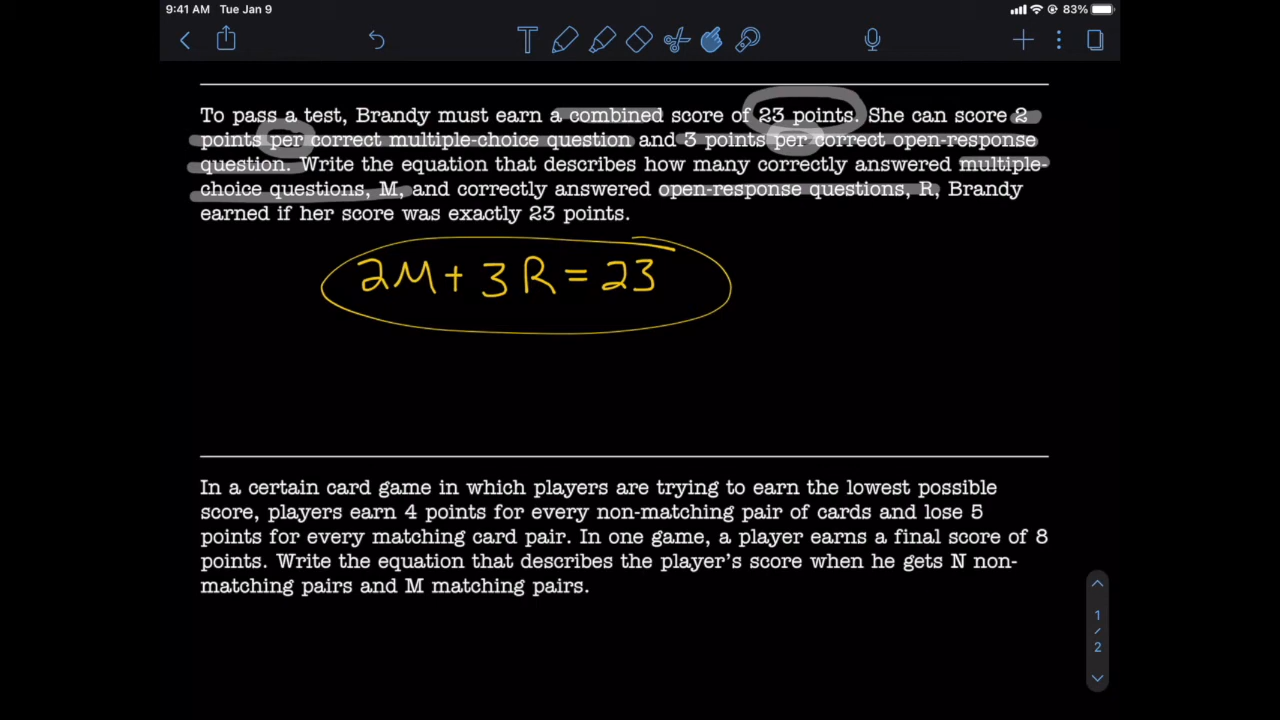 9:41 AM Tue Jan 9
83%
To pass a test, Brandy must earn a combined score of 23 points. She can score 2
points per correct multiple-choice question and 3 points per correct open-response
question. Write the equation that describes how many correctly answered multiple-
choice questions, M, and correctly answered open-response questions, R, Brandy
earned if her score was exactly 23 points.
2M + 3R = 23
In a certain card game in which players are trying to earn the lowest possible
score, players earn 4 points for every non-matching pair of cards and lose 5
points for every matching card pair. In one game, a player earns a final score of 8
points. Write the equation that describes the player's score when he gets N non-
matching pairs and M matching pairs.
1
/
2